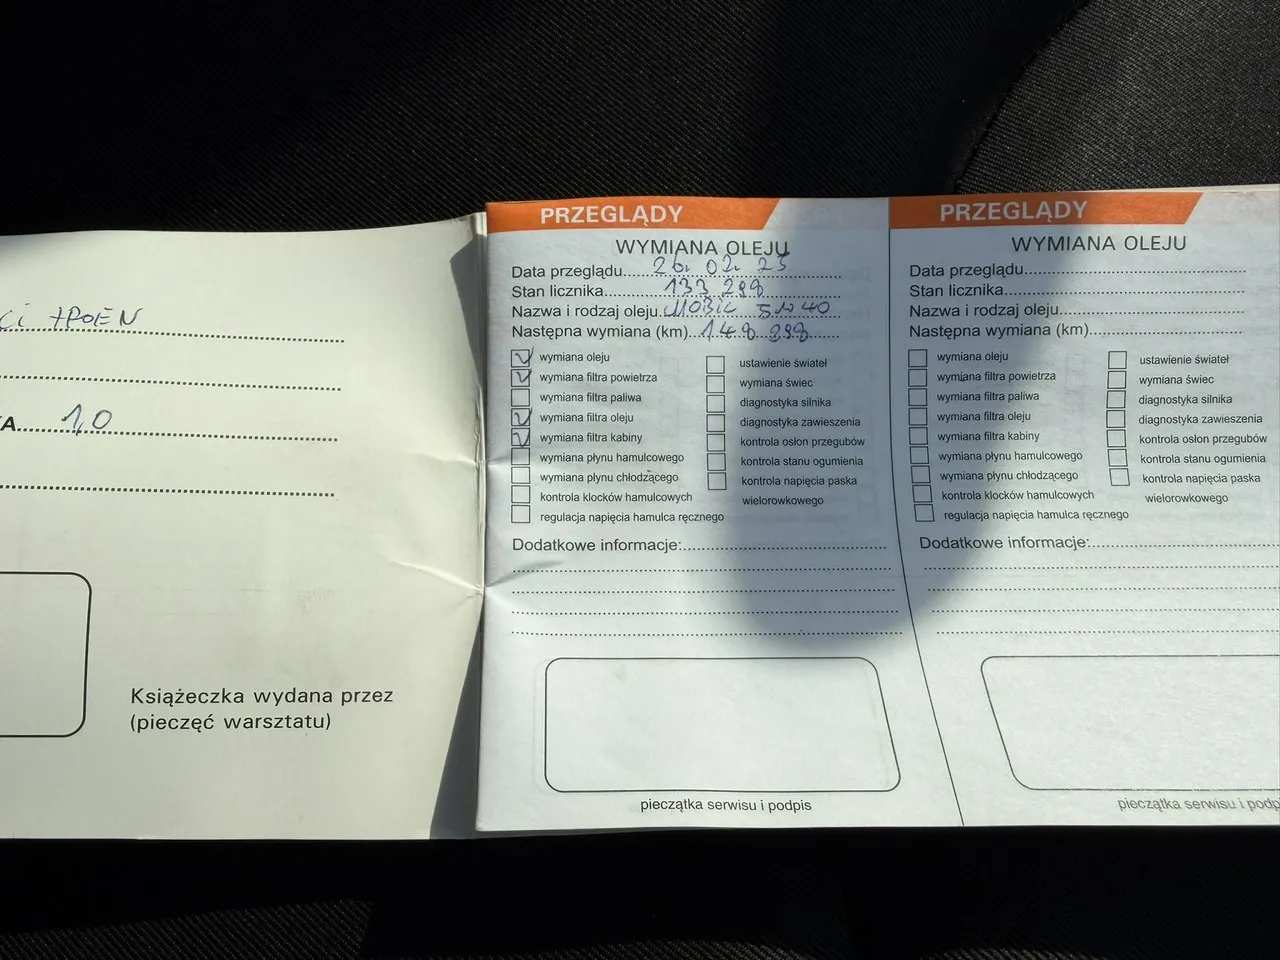 1,0
Książeczka wydana przez
(pieczęć warsztatu)
PRZEGLĄDY
WYMIANA OLEJU
Data przeglądu 26.02.25
Stan licznika 133 298
Nazwa i rodzaj oleju MOBIL 5W40
Następna wymiana (km) 148 298
wymiana oleju
wymiana filtra powietrza
wymiana filtra paliwa
wymiana filtra oleju
wymiana filtra kabiny
wymiana płynu hamulcowego
wymiana płynu chłodzącego
kontrola klocków hamulcowych
regulacja napięcia hamulca ręcznego
ustawienie świateł
wymiana świec
diagnostyka silnika
diagnostyka zawieszenia
kontrola osłon przegubów
kontrola stanu ogumienia
kontrola napięcia paska
wielorowkowego
Dodatkowe informacje:
pieczątka serwisu i podpis
PRZEGLĄDY
WYMIANA OLEJU
Data przeglądu
Stan licznika
Nazwa i rodzaj oleju
Następna wymiana (km)
wymiana oleju
wymiana filtra powietrza
wymiana filtra paliwa
wymiana filtra oleju
wymiana filtra kabiny
wymiana płynu hamulcowego
wymiana płynu chłodzącego
kontrola klocków hamulcowych
regulacja napięcia hamulca ręcznego
ustawienie świateł
wymiana świec
diagnostyka silnika
diagnostyka zawieszenia
kontrola osłon przegubów
kontrola stanu ogumienia
kontrola napięcia paska
wielorowkowego
Dodatkowe informacje:
pieczątka serwisu i podp